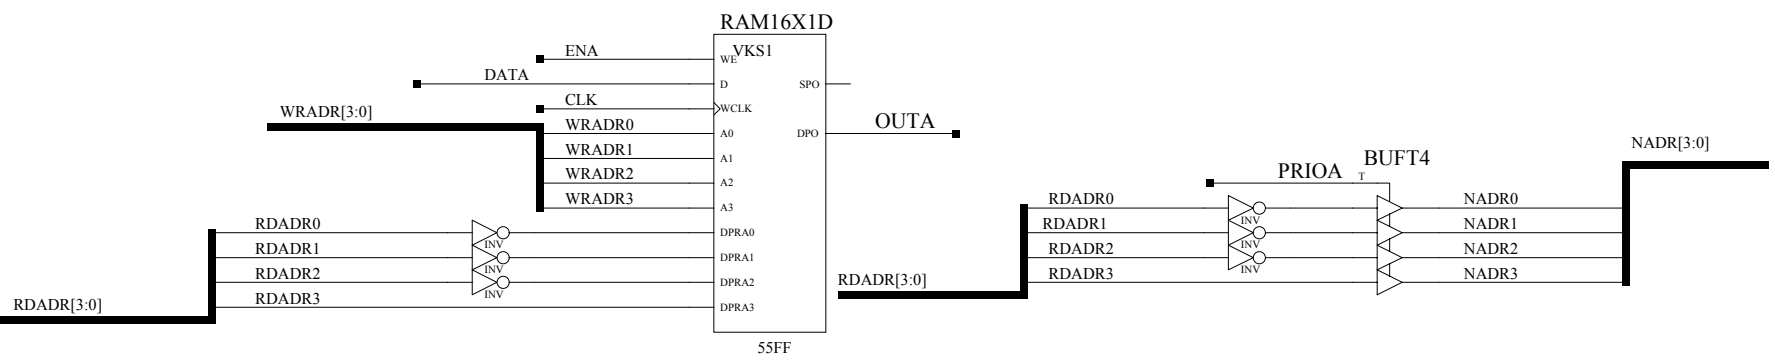 RAM16X1D
VKS1
ENA
WE
DATA
D
SPO
CLK
WCLK
WRADR[3:0]
WRADR0
A0
DPO
OUTA
WRADR1
A1
WRADR2
A2
WRADR3
A3
RDADR0
INV
DPRA0
RDADR1
INV
DPRA1
RDADR2
INV
DPRA2
RDADR3
DPRA3
RDADR[3:0]
55FF
BUFT4
PRIOA
T
NADR[3:0]
RDADR0
INV
NADR0
RDADR1
INV
NADR1
RDADR2
INV
NADR2
RDADR3
NADR3
RDADR[3:0]